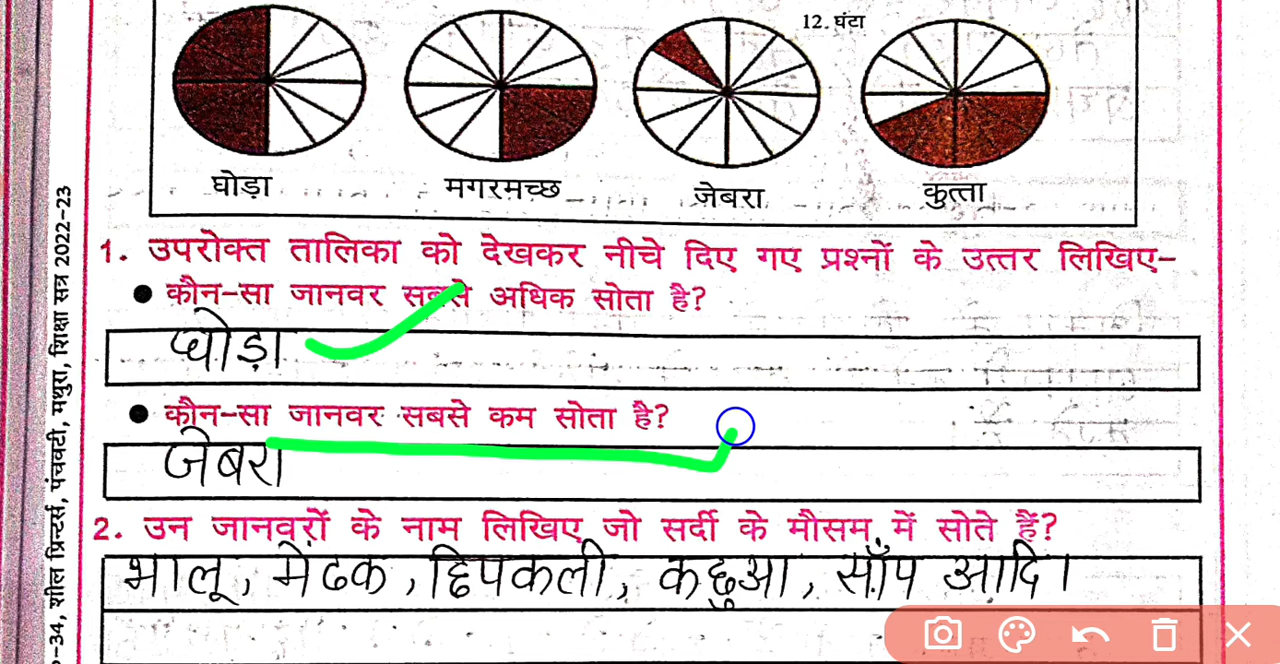 12. घंटा
घोड़ा मगरमच्छ ज़ेबरा कुत्ता
1. उपरोक्त तालिका को देखकर नीचे दिए गए प्रश्नों के उत्तर लिखिए-
● कौन-सा जानवर सबसे अधिक सोता है?
घोड़ा
● कौन-सा जानवर सबसे कम सोता है?
जेबरा
2. उन जानवरों के नाम लिखिए जो सर्दी के मौसम में सोते हैं?
भालू, मेंढक, छिपकली, कछुआ, साँप आदि।
-34, शील प्रिन्टर्स, पंचवटी, मथुरा, शिक्षा सत्र 2022-23